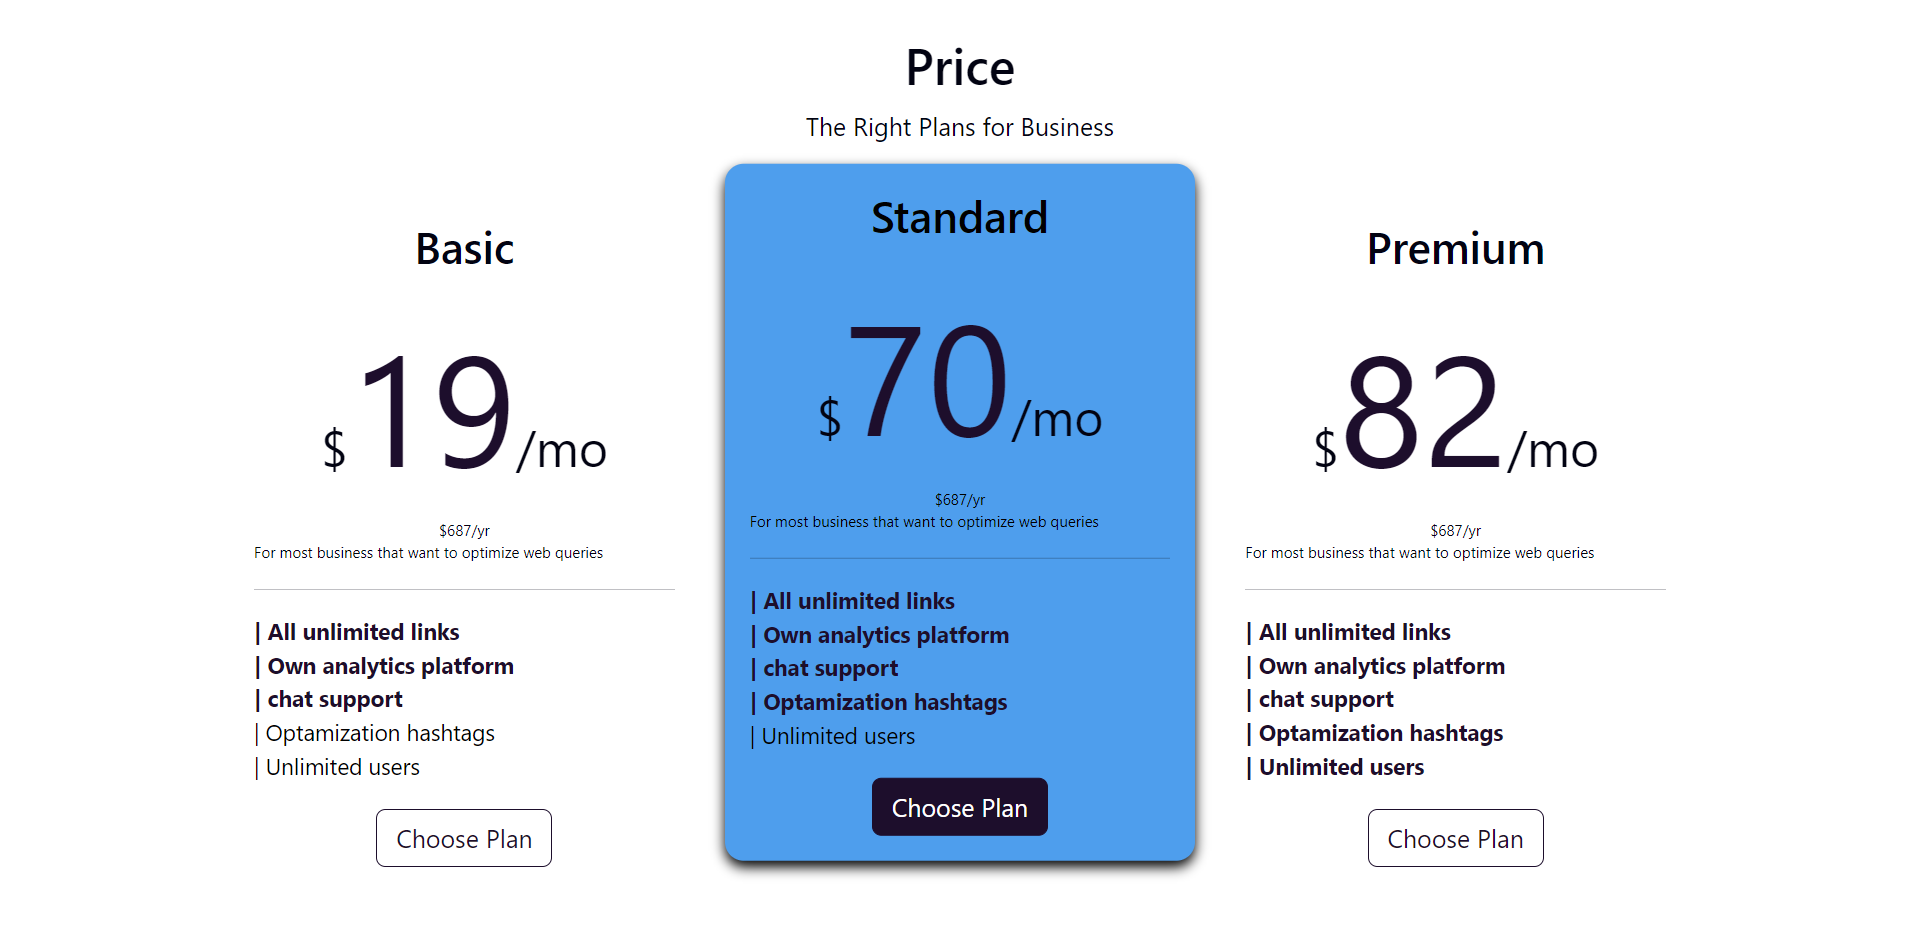 Price
The Right Plans for Business
Basic
$19/mo
$687/yr
For most business that want to optimize web queries
| All unlimited links
| Own analytics platform
| chat support
| Optamization hashtags
| Unlimited users
Choose Plan
Standard
$70/mo
$687/yr
For most business that want to optimize web queries
| All unlimited links
| Own analytics platform
| chat support
| Optamization hashtags
| Unlimited users
Choose Plan
Premium
$82/mo
$687/yr
For most business that want to optimize web queries
| All unlimited links
| Own analytics platform
| chat support
| Optamization hashtags
| Unlimited users
Choose Plan